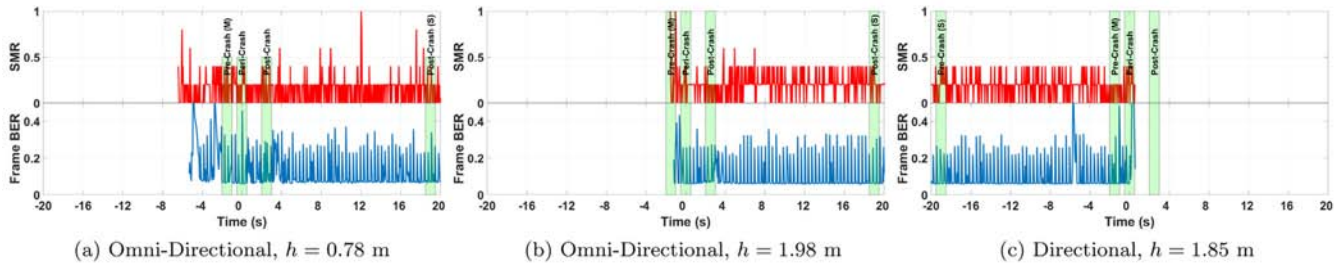 1
0.5
0
SMR
Pre-Crash (M)
Peri-Crash
Post-Crash
Post-Crash (S)
0.4
0.2
0
Frame BER
-20 -16 -12 -8 -4 0 4 8 12 16 20
Time (s)
(a) Omni-Directional, h = 0.78 m
1
0.5
0
SMR
Pre-Crash (M)
Peri-Crash
Post-Crash
Post-Crash (S)
0.4
0.2
0
Frame BER
-20 -16 -12 -8 -4 0 4 8 12 16 20
Time (s)
(b) Omni-Directional, h = 1.98 m
1
0.5
0
SMR
Pre-Crash (S)
Pre-Crash (M)
Peri-Crash
Post-Crash
0.4
0.2
0
Frame BER
-20 -16 -12 -8 -4 0 4 8 12 16 20
Time (s)
(c) Directional, h = 1.85 m